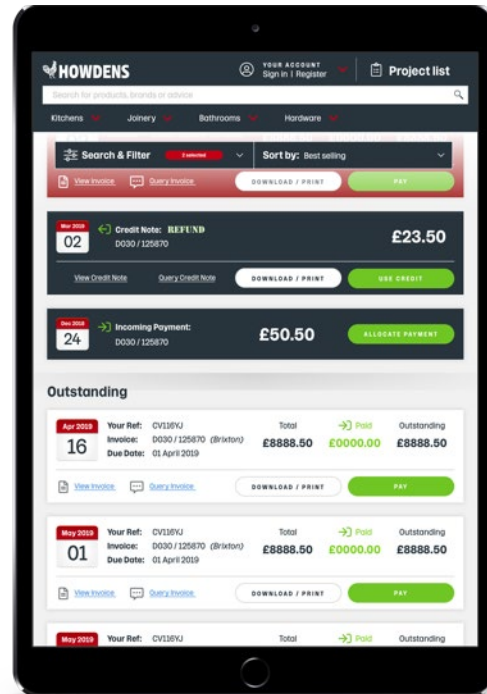 HOWDENS
YOUR ACCOUNT
Sign in | Register
Project list
Search for products, brands or advice
Kitchens
Joinery
Bathrooms
Hardware
Search & Filter
2 selected
Sort by: Best selling
View Invoice
Query Invoice
DOWNLOAD / PRINT
PAY
Mar 2018
02
Credit Note: REFUND
D030 / 125870
£23.50
View Credit Note
Query Credit Note
DOWNLOAD / PRINT
USE CREDIT
Dec 2018
24
Incoming Payment:
D030 / 125870
£50.50
ALLOCATE PAYMENT
Outstanding
Apr 2019
16
Your Ref: CV116YJ
Invoice: D030 / 125870 (Brixton)
Due Date: 01 April 2019
Total
£8888.50
Paid
£0000.00
Outstanding
£8888.50
View Invoice
Query Invoice
DOWNLOAD / PRINT
PAY
May 2019
01
Your Ref: CV116YJ
Invoice: D030 / 125870 (Brixton)
Due Date: 01 April 2019
Total
£8888.50
Paid
£0000.00
Outstanding
£8888.50
View Invoice
Query Invoice
DOWNLOAD / PRINT
PAY
May 2019
Your Ref: CV116YJ
Total
Paid
Outstanding